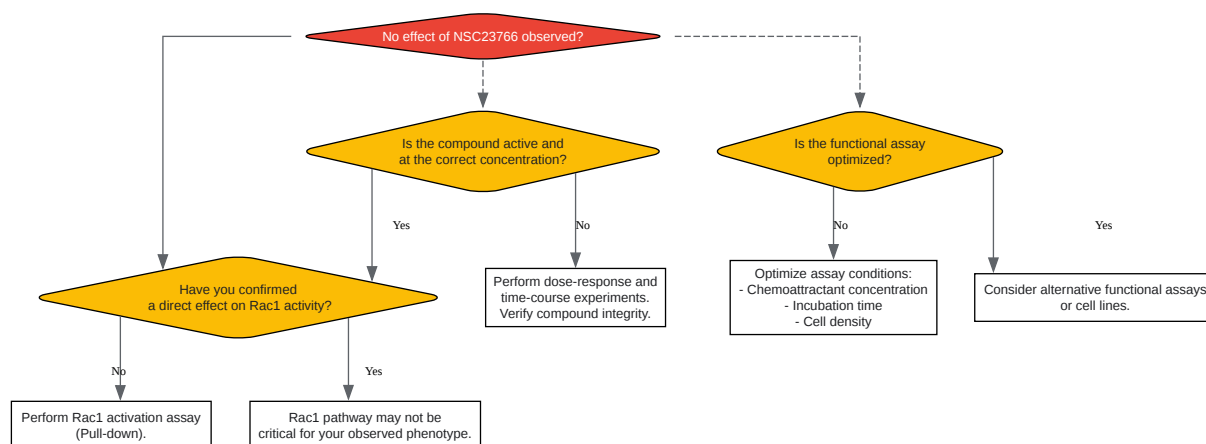 No effect of NSC23766 observed?
Is the compound active and
at the correct concentration?
Is the functional assay
optimized?
Yes
No
No
Yes
Have you confirmed
a direct effect on Rac1 activity?
Perform dose-response and
time-course experiments.
Verify compound integrity.
Optimize assay conditions:
- Chemoattractant concentration
- Incubation time
- Cell density
Consider alternative functional assays
or cell lines.
No
Yes
Perform Rac1 activation assay
(Pull-down).
Rac1 pathway may not be
critical for your observed phenotype.